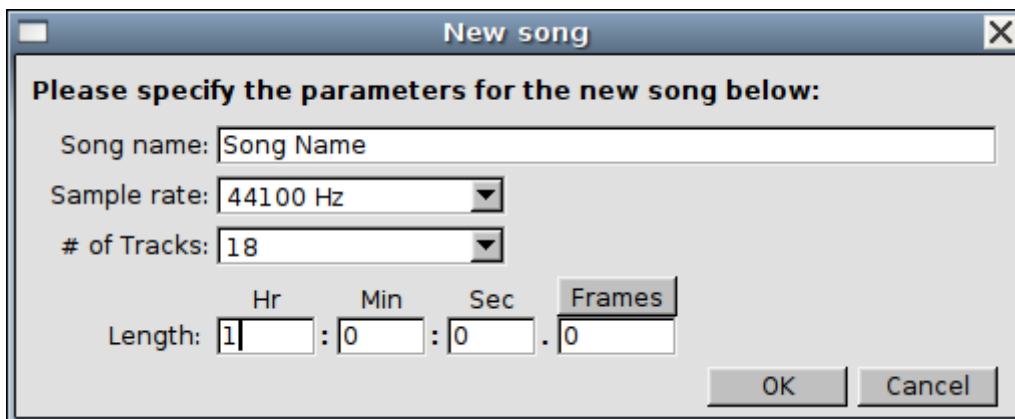 New song
Please specify the parameters for the new song below:
Song name: Song Name
Sample rate: 44100 Hz
# of Tracks: 18
Hr Min Sec Frames
Length: 1 : 0 : 0 . 0
OK Cancel